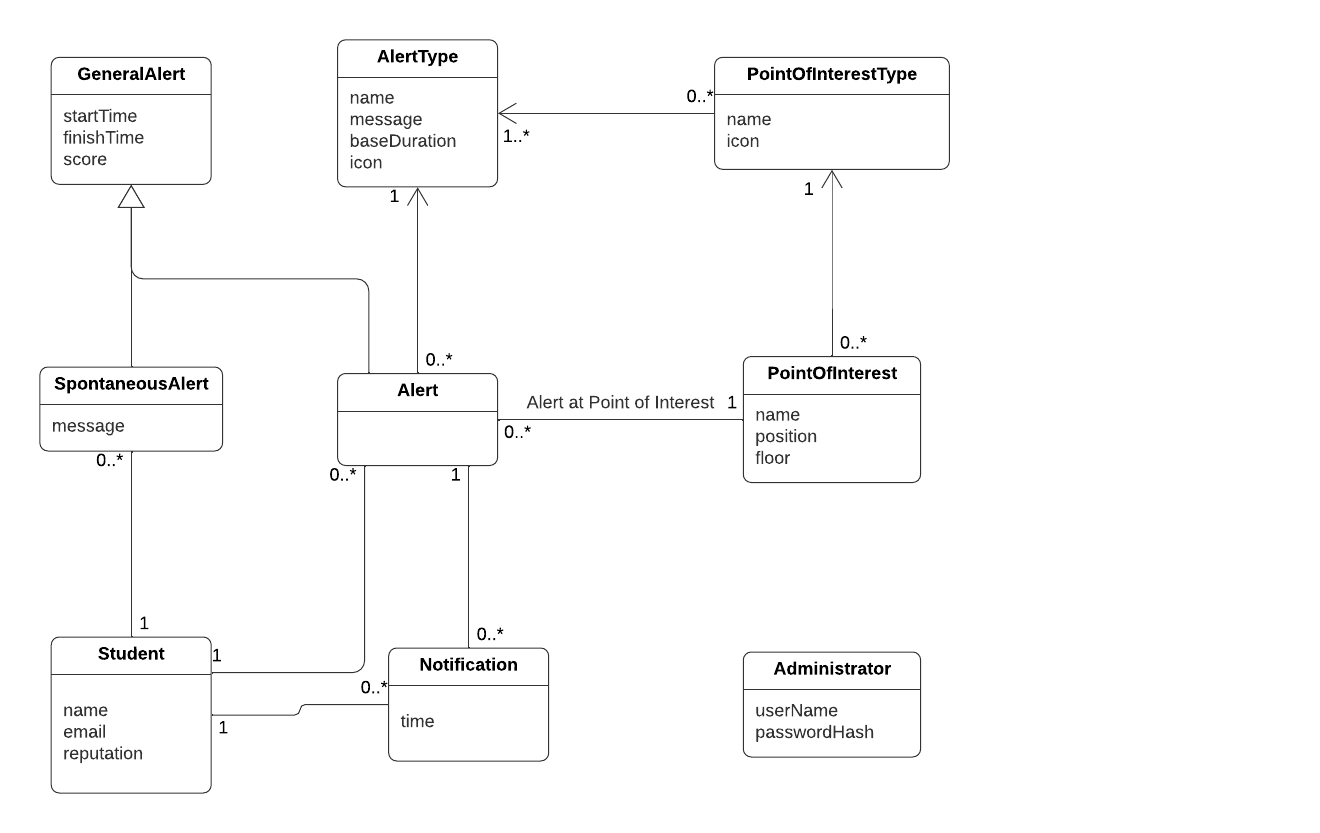 GeneralAlert
startTime
finishTime
score
AlertType
name
message
baseDuration
icon
1
1..*
0..*
PointOfInterestType
name
icon
1
0..*
SpontaneousAlert
message
0..*
0..*
Alert
0..*
1
Alert at Point of Interest
1
0..*
PointOfInterest
name
position
floor
1
Student
name
email
reputation
1
1
0..*
0..*
Notification
time
Administrator
userName
passwordHash